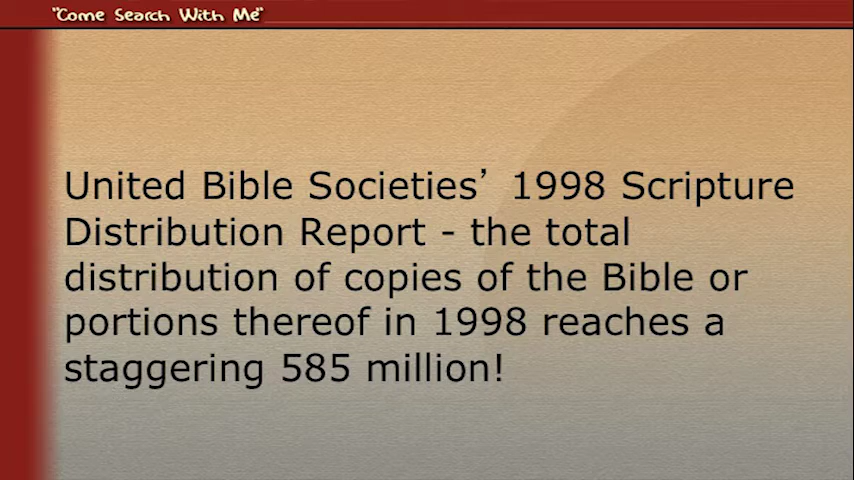 "Come Search With Me"
United Bible Societies’ 1998 Scripture
Distribution Report - the total
distribution of copies of the Bible or
portions thereof in 1998 reaches a
staggering 585 million!